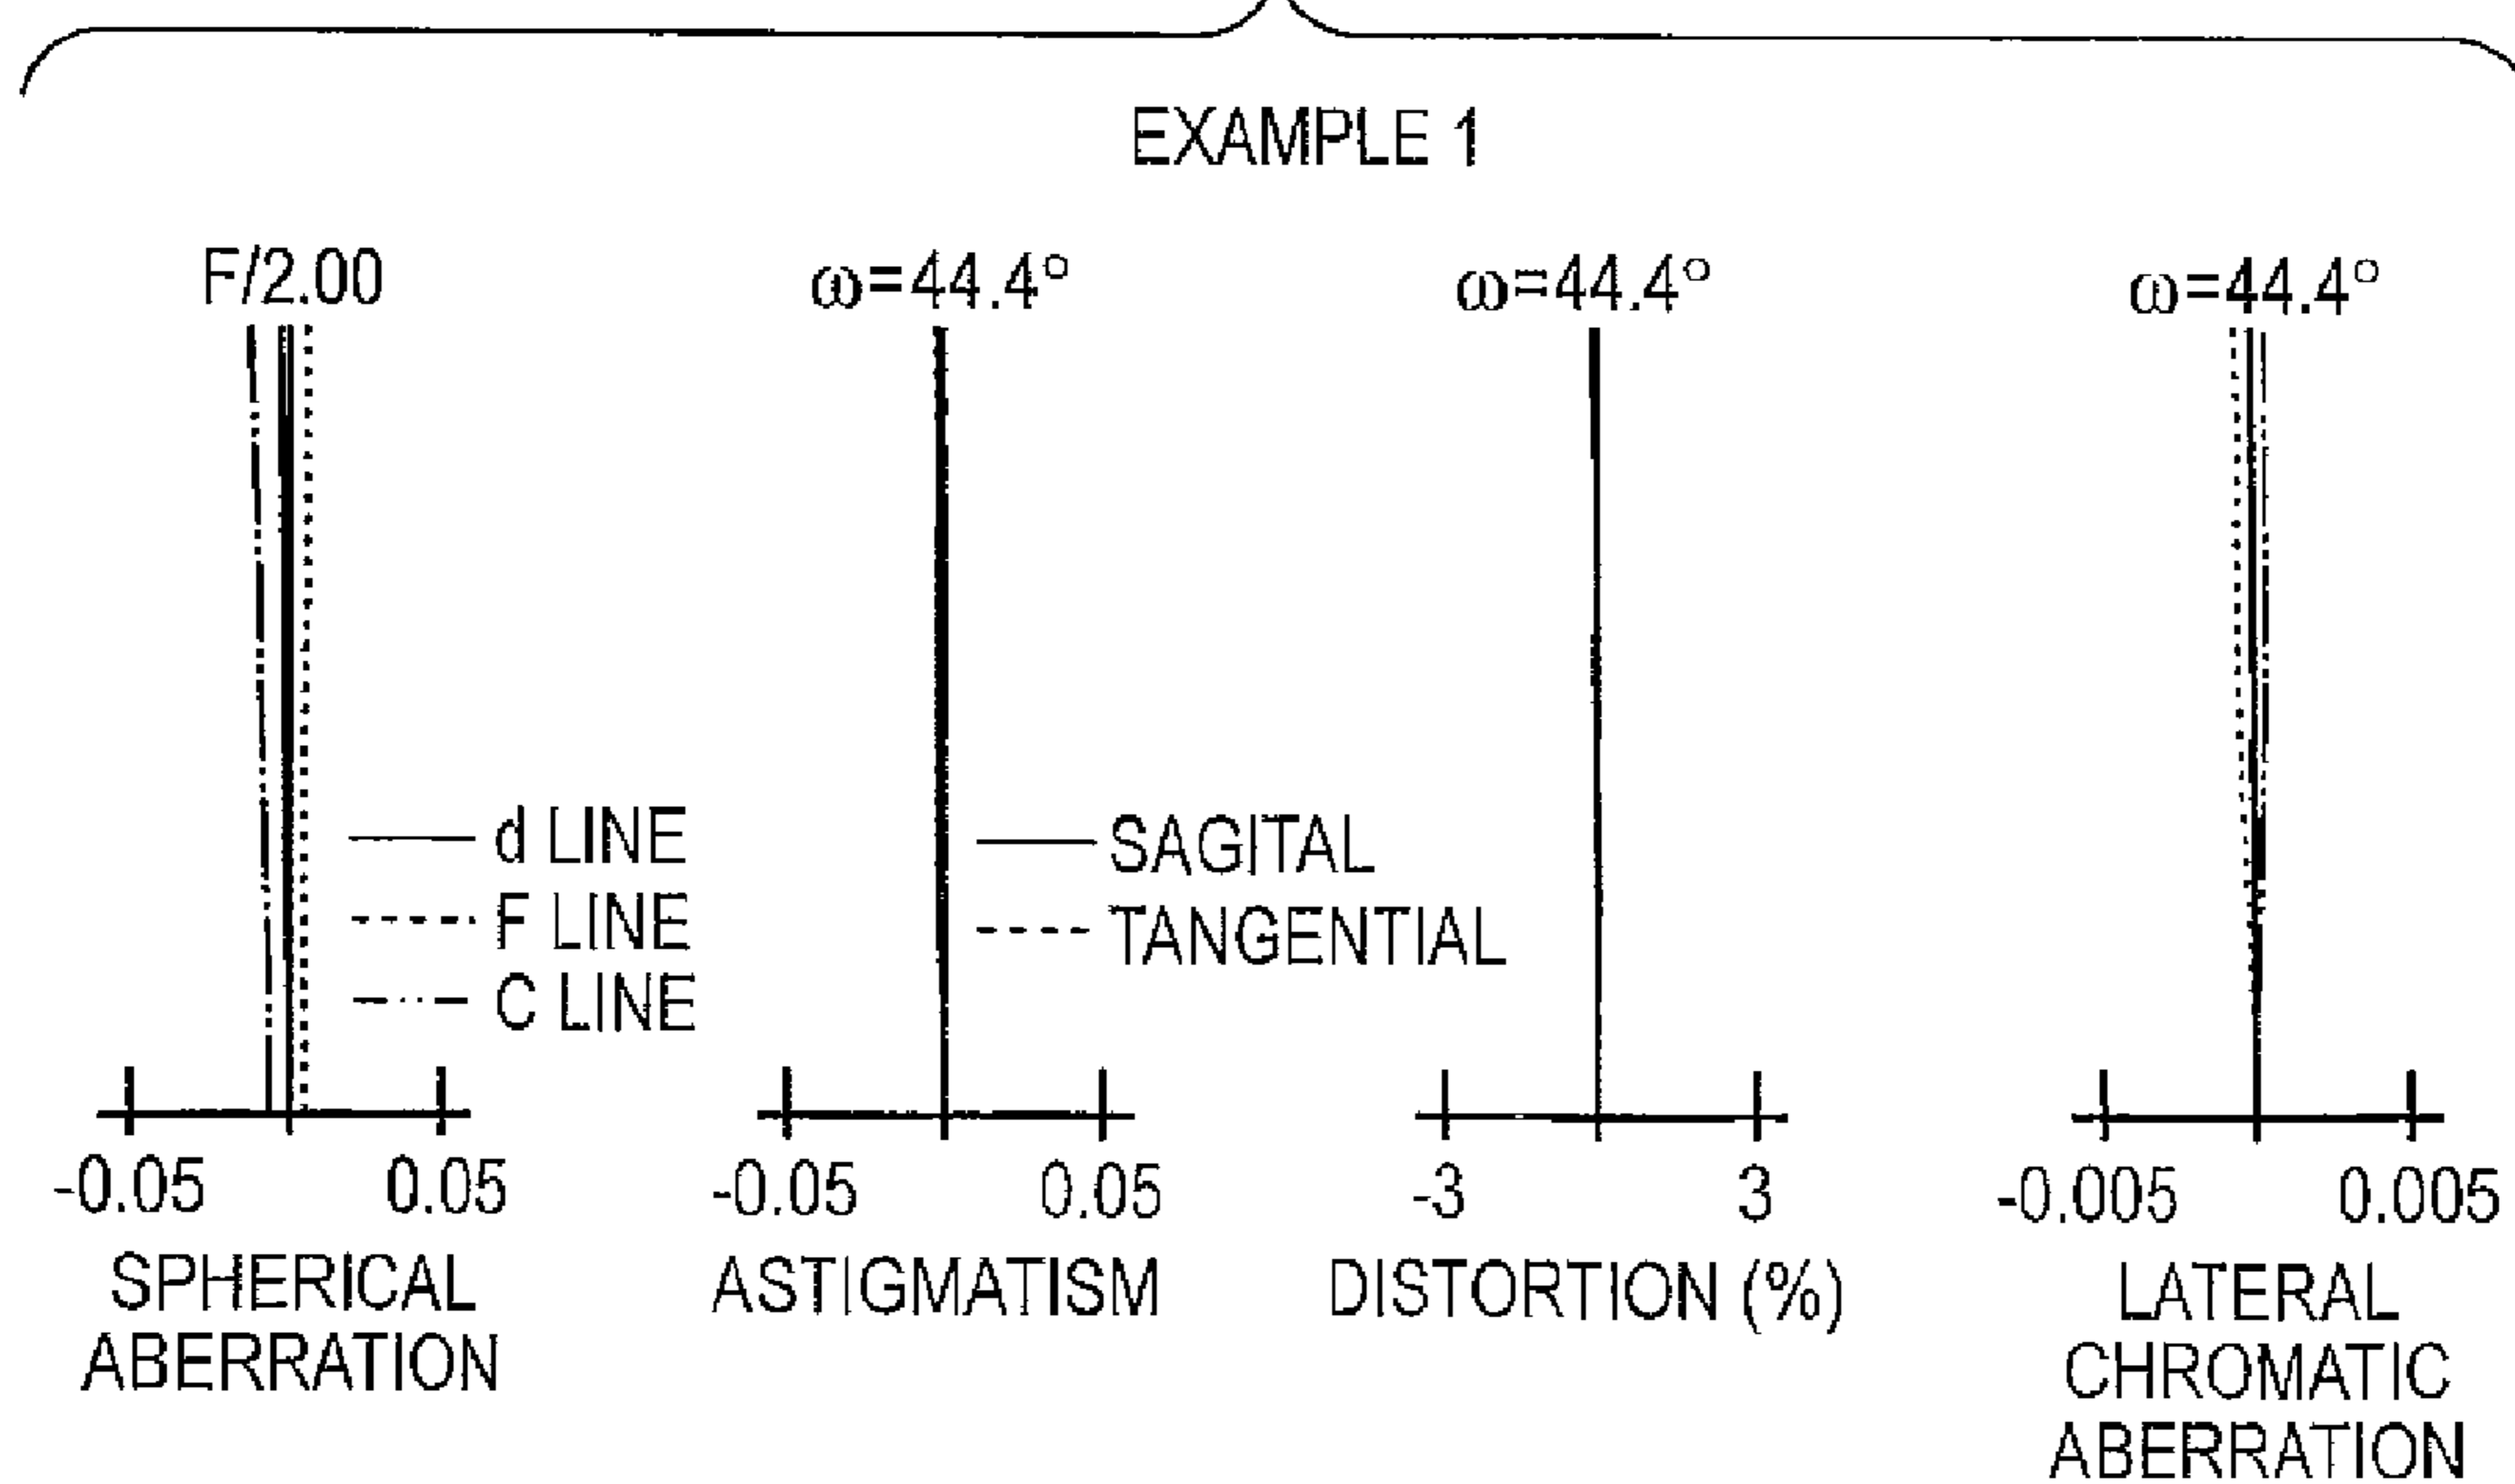 EXAMPLE 1
F/2.00
ω=44.4°
ω=44.4°
ω=44.4°
d LINE
F LINE
C LINE
SAGITAL
TANGENTIAL
-0.05 0.05
-0.05 0.05
-3 3
-0.005 0.005
SPHERICAL
ABERRATION
ASTIGMATISM
DISTORTION (%)
LATERAL
CHROMATIC
ABERRATION